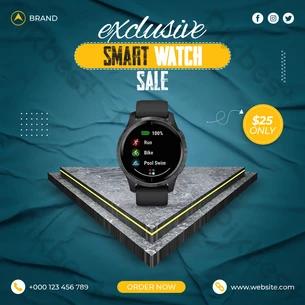 BRAND
exclusive
SMART WATCH
SALE
100%
Run
Bike
Pool Swim
$25
ONLY
+000 123 456 789
ORDER NOW
www.website.com